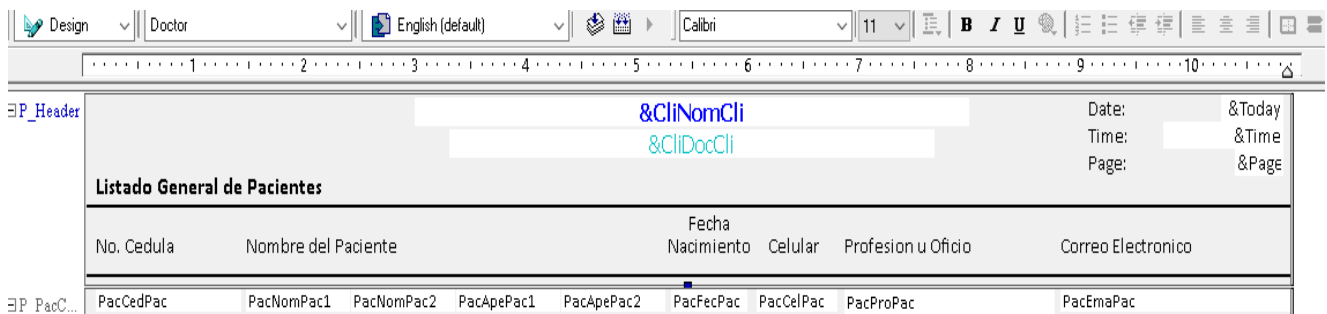 Design Doctor English (default) Calibri 11 B I U
1 2 3 4 5 6 7 8 9 10
P_Header &CliNomCli Date: &Today
&CliDocCli Time: &Time
Page: &Page
Listado General de Pacientes
Fecha
No. Cedula Nombre del Paciente Nacimiento Celular Profesion u Oficio Correo Electronico
P_PacC... PacCedPac PacNomPac1 PacNomPac2 PacApePac1 PacApePac2 PacFecPac PacCelPac PacProPac PacEmaPac